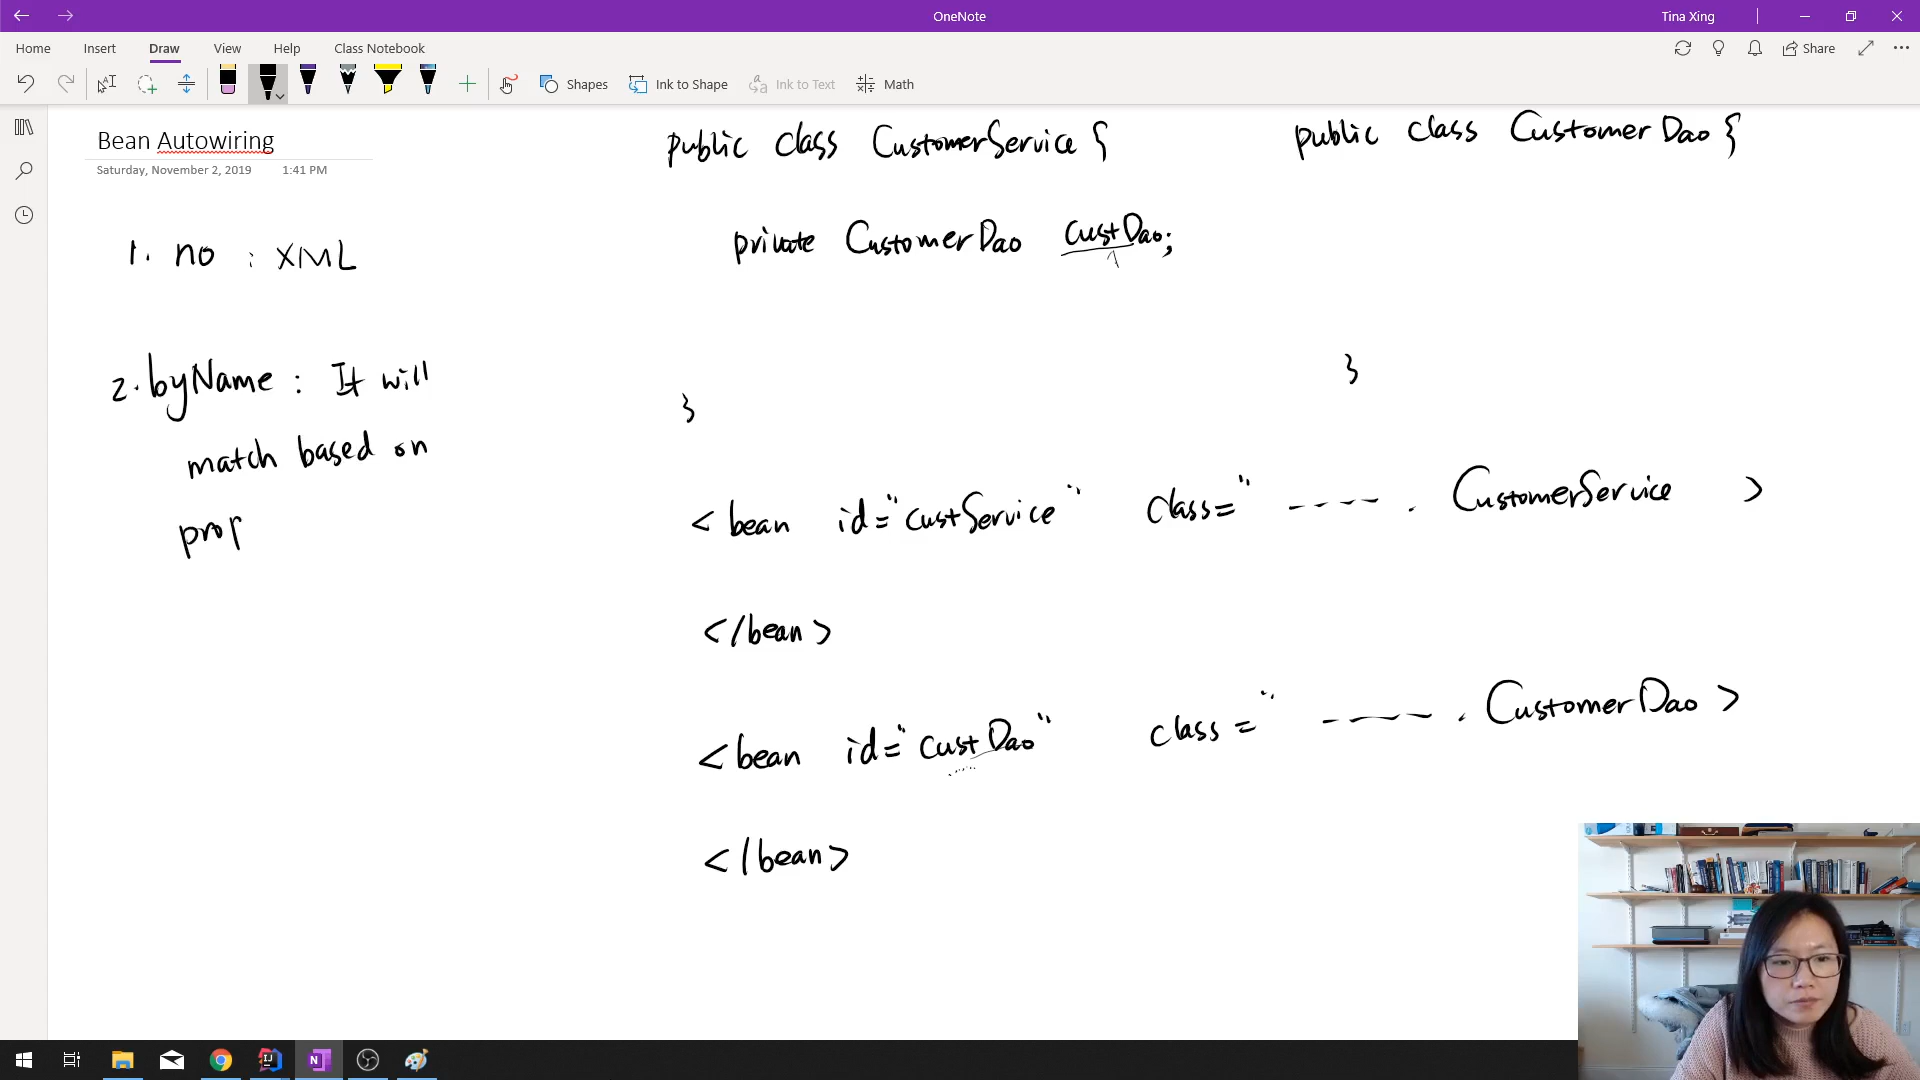 OneNote
Tina Xing
Home Insert Draw View Help Class Notebook
Share
Shapes
Ink to Shape
Ink to Text
Math
Bean Autowiring
Saturday, November 2, 2019 1:41 PM
1. no : XML
2. byName : It will
match based on
prop
public class CustomerService {
private CustomerDao custDao;
}
public class CustomerDao {
}
<bean id="custService" class=" ----- . CustomerService >
</bean>
<bean id="custDao" class=" ----- . CustomerDao >
</bean>